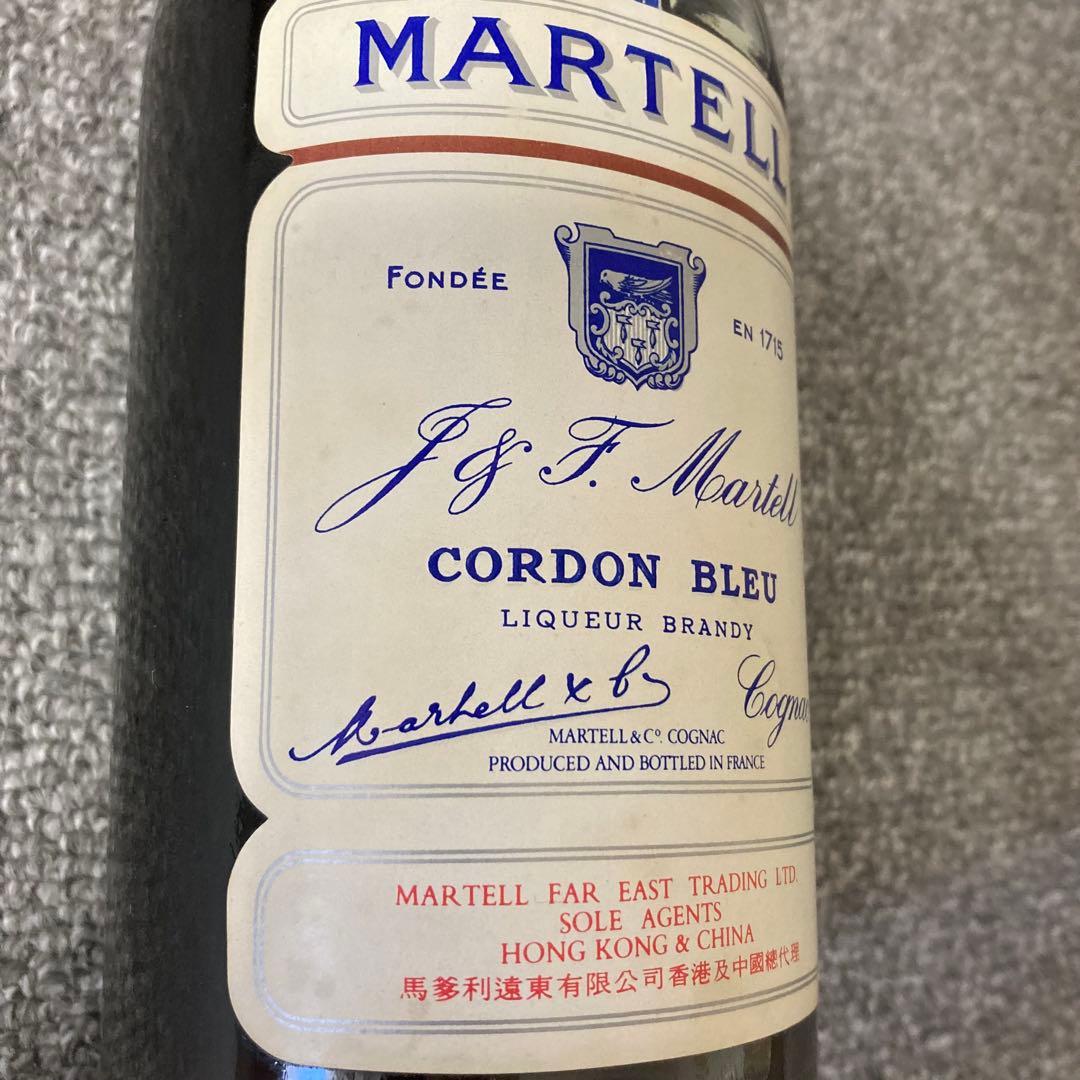 MARTELL
FONDÉE
EN 1715
J & F. Martell
CORDON BLEU
LIQUEUR BRANDY
Martell & Co
Cognac
MARTELL & Cº. COGNAC
PRODUCED AND BOTTLED IN FRANCE
MARTELL FAR EAST TRADING LTD.
SOLE AGENTS
HONG KONG & CHINA
馬爹利遠東有限公司香港及中國總代理